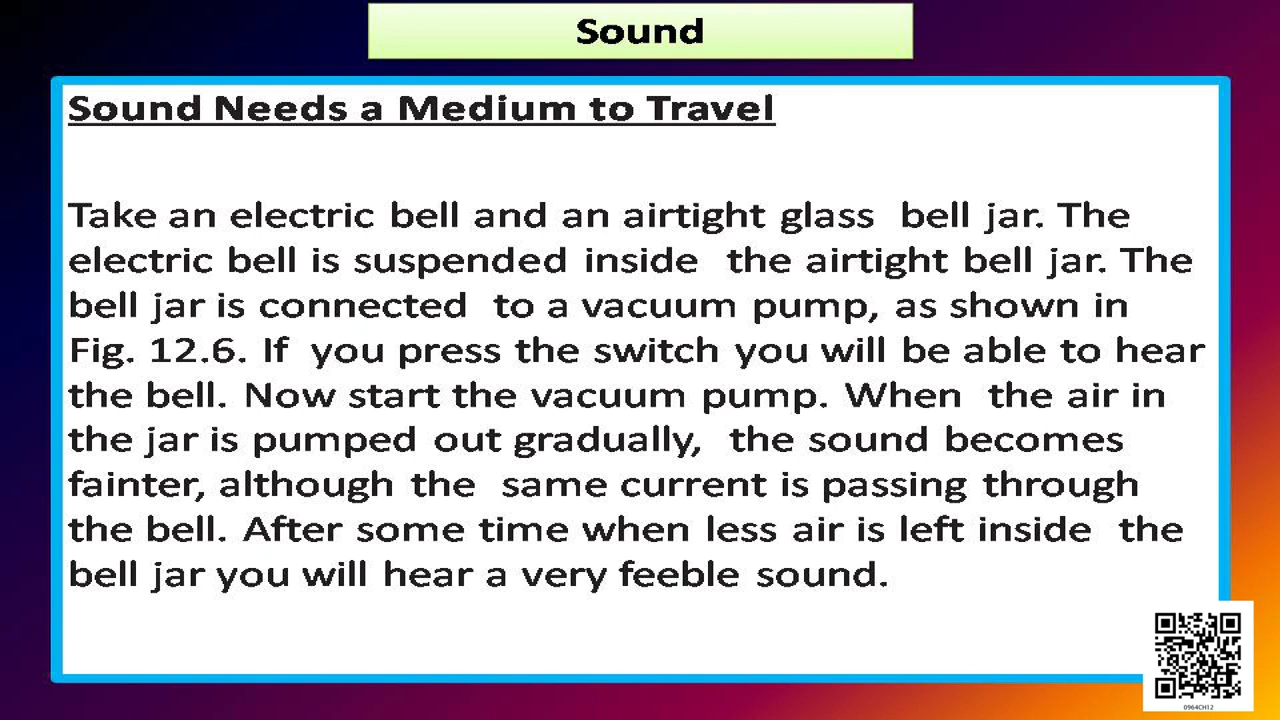 Sound
Sound Needs a Medium to Travel
Take an electric bell and an airtight glass bell jar. The
electric bell is suspended inside the airtight bell jar. The
bell jar is connected to a vacuum pump, as shown in
Fig. 12.6. If you press the switch you will be able to hear
the bell. Now start the vacuum pump. When the air in
the jar is pumped out gradually, the sound becomes
fainter, although the same current is passing through
the bell. After some time when less air is left inside the
bell jar you will hear a very feeble sound.
0964CH12